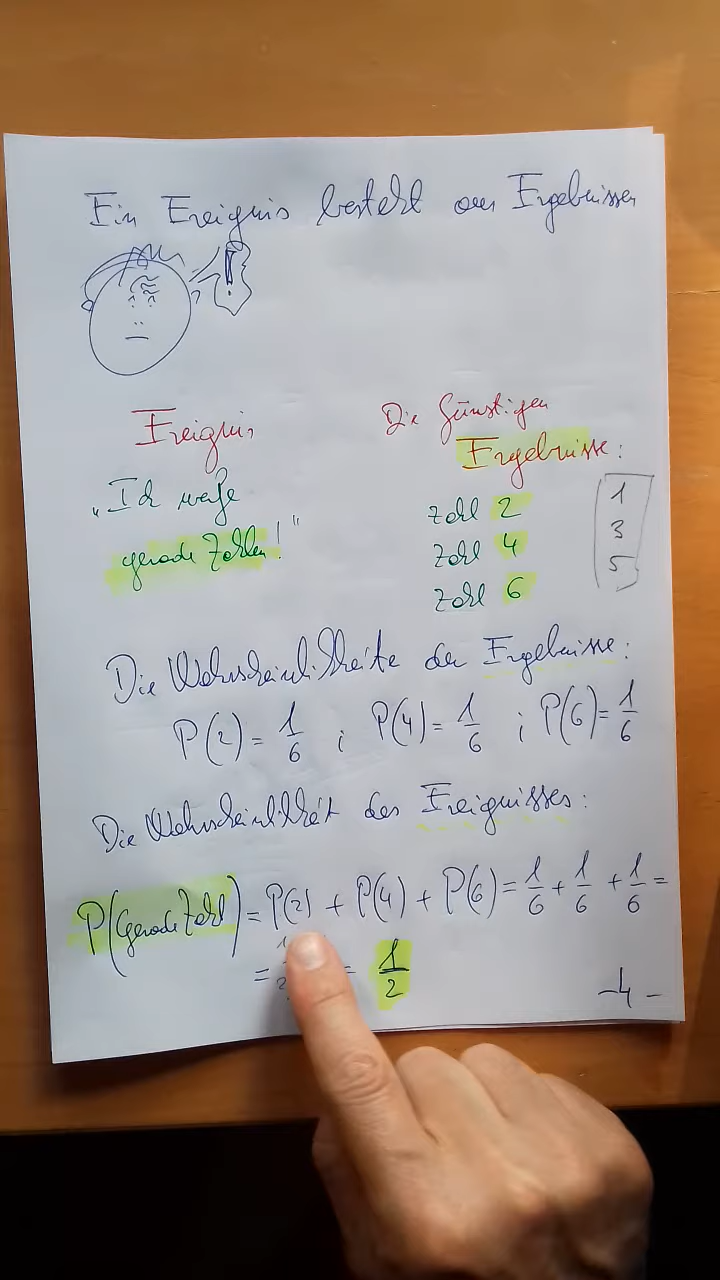 Ein Ereignis besteht aus Ergebnissen
Ereignis
„Ich werfe
gerade Zahlen!"
Die Günstigen
Ergebnisse:
Zahl 2
Zahl 4
Zahl 6
1
3
5
Die Wahrscheinlichkeite der Ergebnisse:
P(2) = 1/6 ; P(4) = 1/6 ; P(6) = 1/6
Die Wahrscheinlichkeit des Ereignisses:
P(Gerade Zahl) = P(2) + P(4) + P(6) = 1/6 + 1/6 + 1/6 =
= = 1/2
-4-